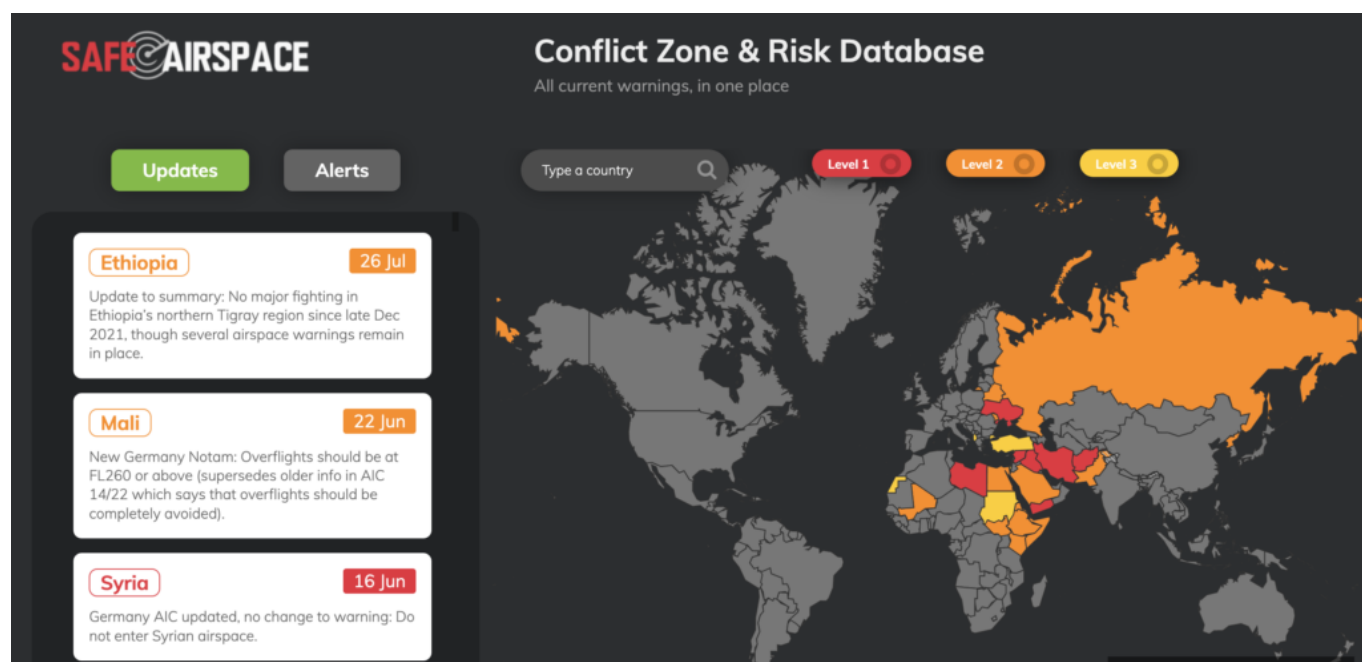 SAFE AIRSPACE
Conflict Zone & Risk Database
All current warnings, in one place
Updates
Alerts
Type a country
Level 1
Level 2
Level 3
Ethiopia
26 Jul
Update to summary: No major fighting in
Ethiopia's northern Tigray region since late Dec
2021, though several airspace warnings remain
in place.
Mali
22 Jun
New Germany Notam: Overflights should be at
FL260 or above (supersedes older info in AIC
14/22 which says that overflights should be
completely avoided).
Syria
16 Jun
Germany AIC updated, no change to warning: Do
not enter Syrian airspace.